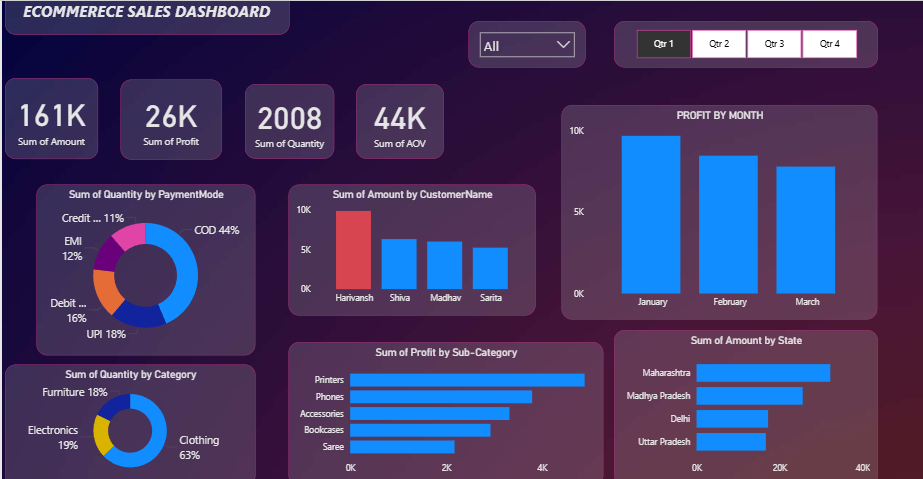 ECOMMERECE SALES DASHBOARD
All
Qtr 1 Qtr 2 Qtr 3 Qtr 4
161K
Sum of Amount
26K
Sum of Profit
2008
Sum of Quantity
44K
Sum of AOV
PROFIT BY MONTH
10K
5K
0K
January February March
Sum of Quantity by PaymentMode
Credit ... 11%
COD 44%
EMI
12%
Debit ...
16%
UPI 18%
Sum of Amount by CustomerName
10K
5K
0K
Harivansh Shiva Madhav Sarita
Sum of Quantity by Category
Furniture 18%
Electronics
19%
Clothing
63%
Sum of Profit by Sub-Category
Printers
Phones
Accessories
Bookcases
Saree
0K 2K 4K
Sum of Amount by State
Maharashtra
Madhya Pradesh
Delhi
Uttar Pradesh
0K 20K 40K